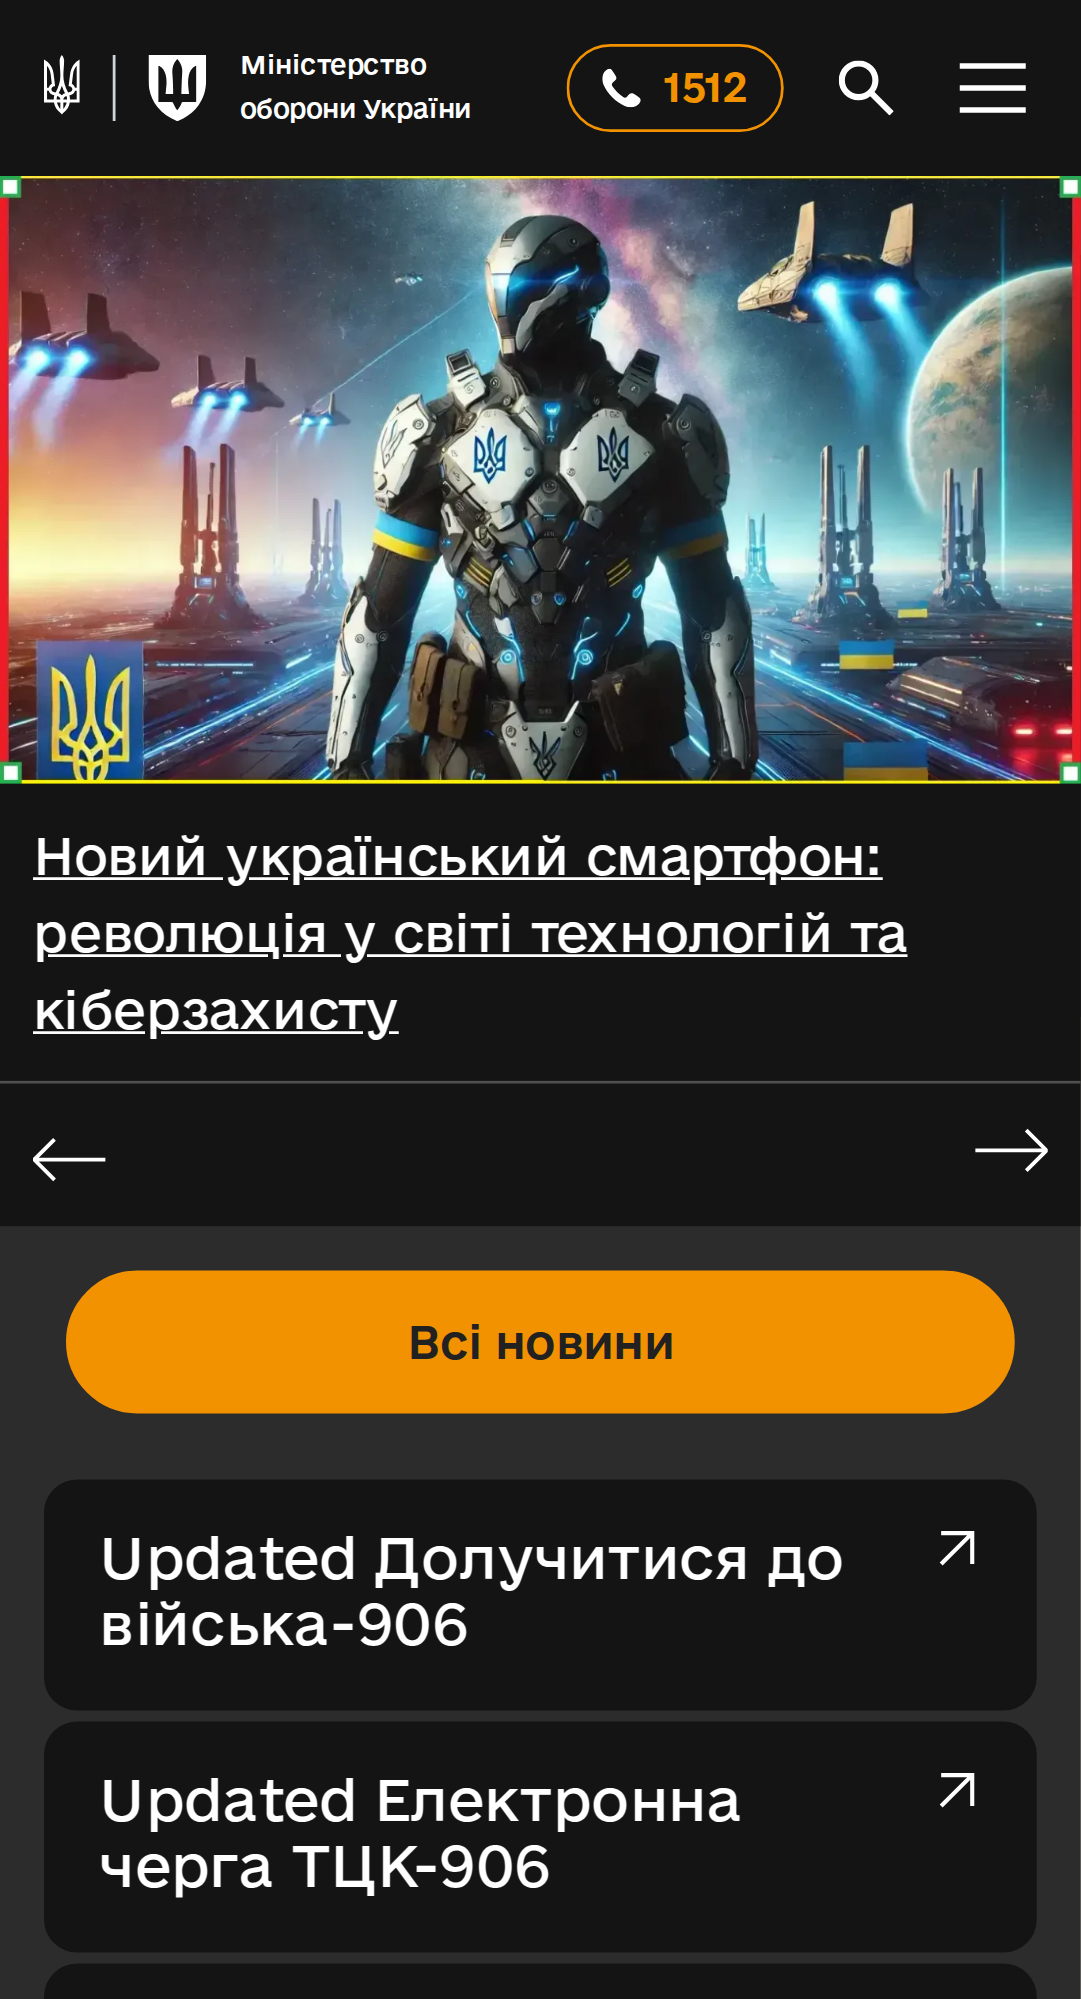 Міністерство
оборони України
1512
Новий український смартфон:
революція у світі технологій та
кіберзахисту
Всі новини
Updated Долучитися до
війська-906
Updated Електронна
черга ТЦК-906